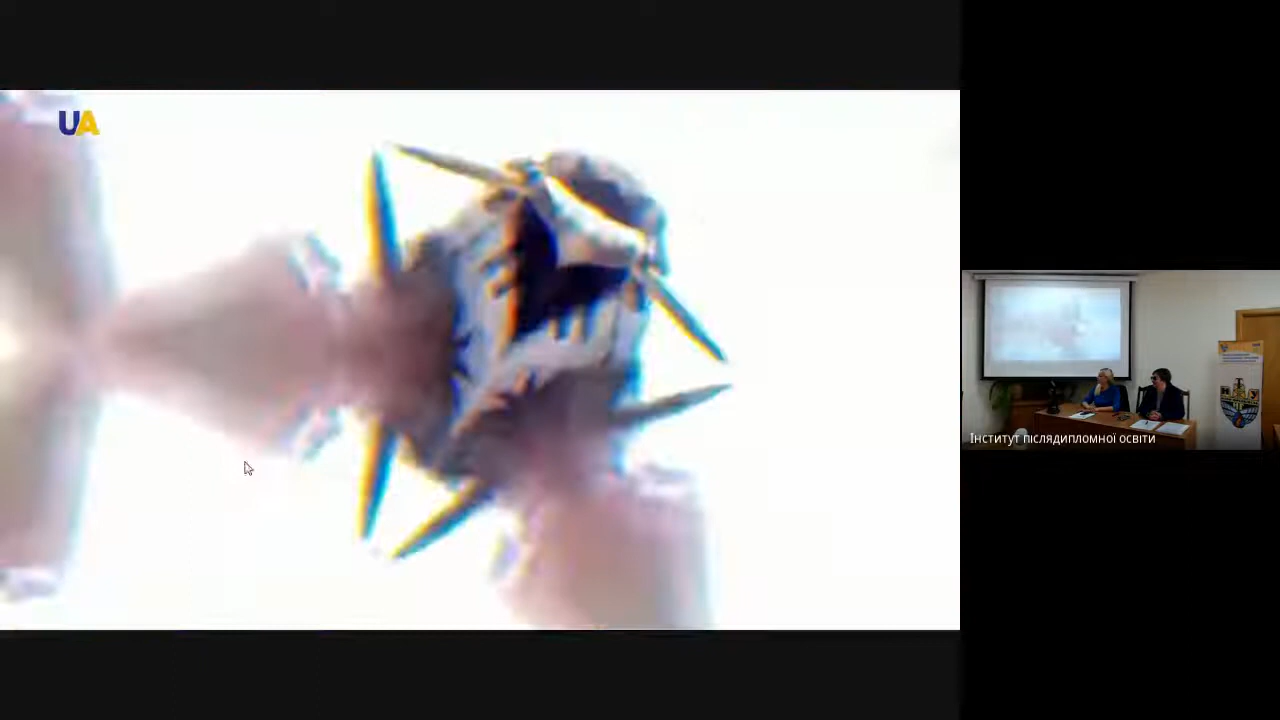 UA
Інститут післядипломної освіти